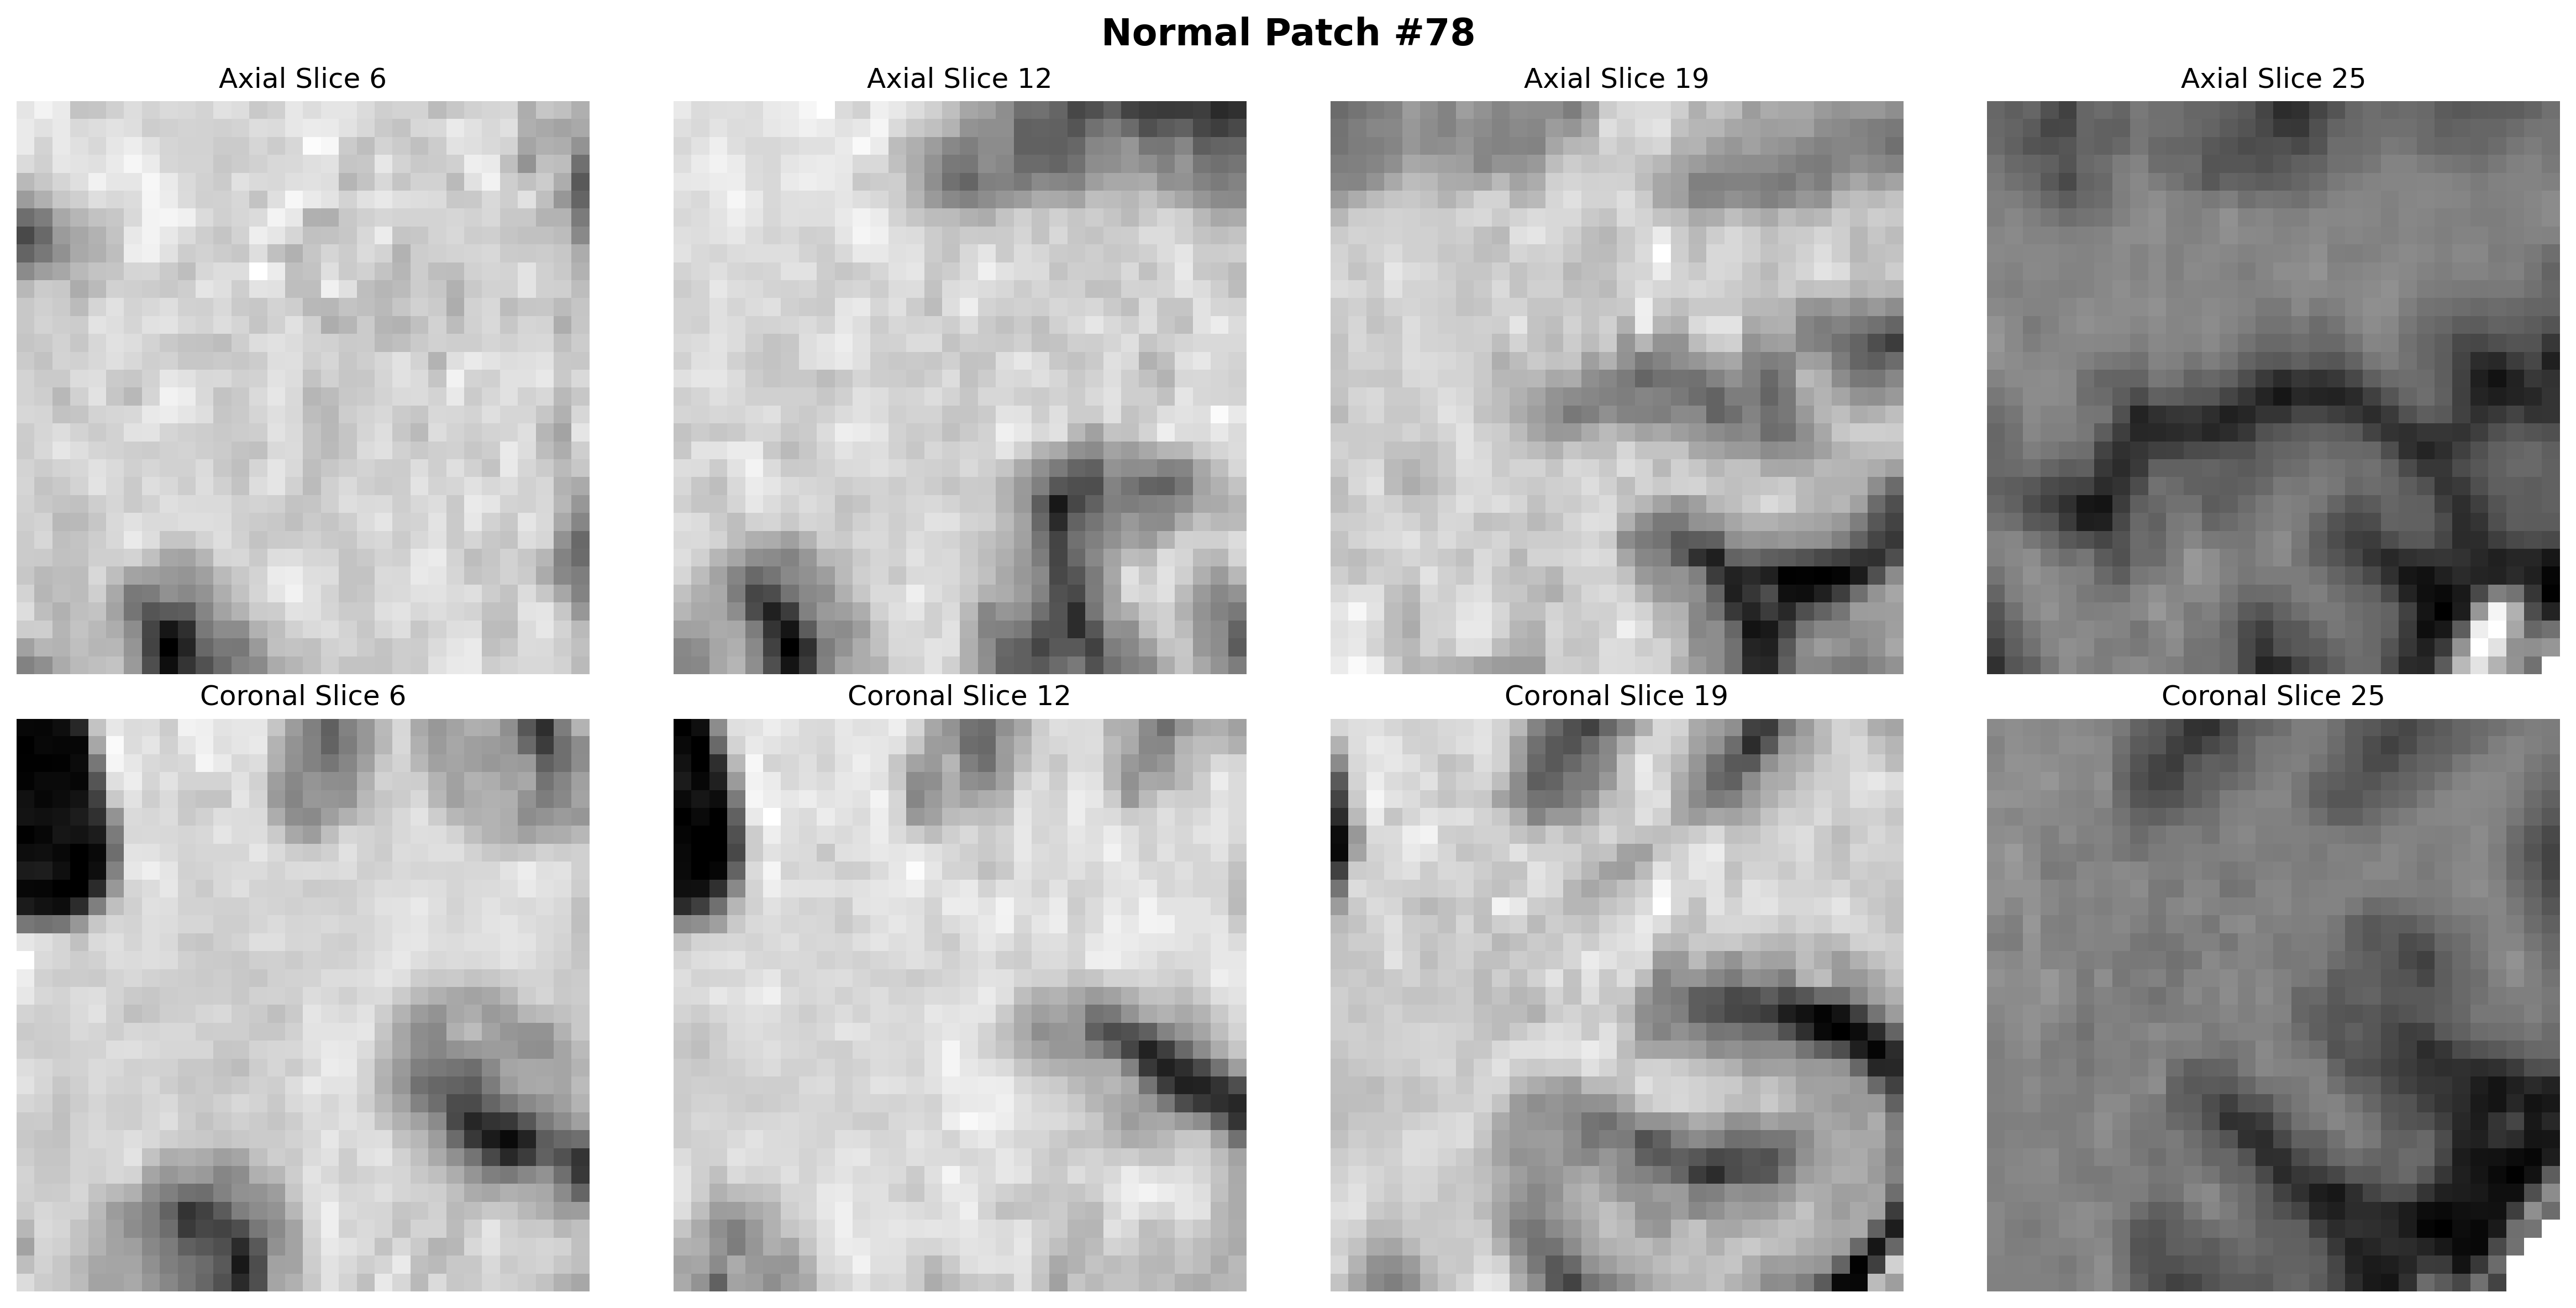 Normal Patch #78
Axial Slice 6
Axial Slice 12
Axial Slice 19
Axial Slice 25
Coronal Slice 6
Coronal Slice 12
Coronal Slice 19
Coronal Slice 25